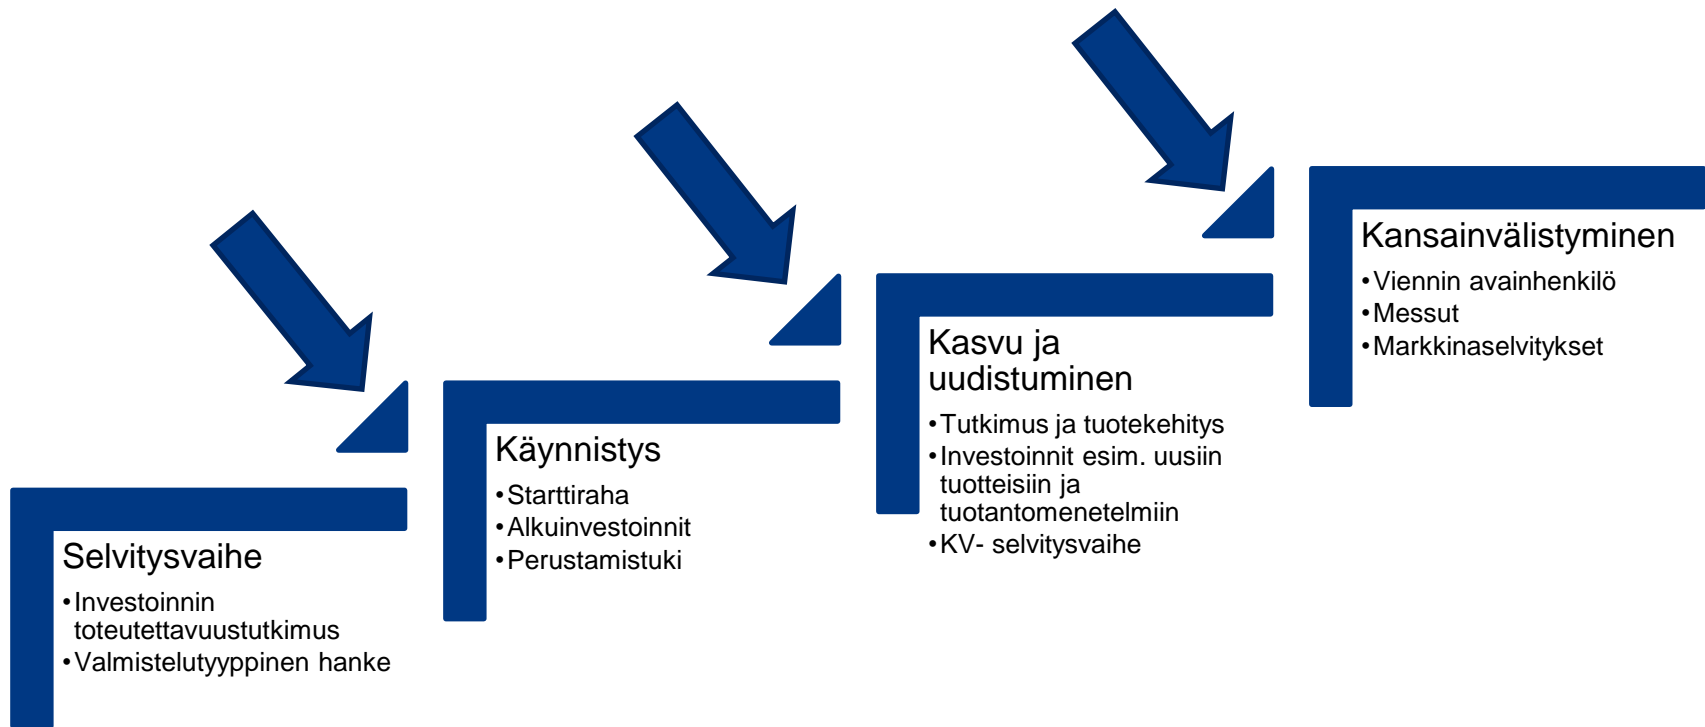 Selvitysvaihe
•Investoinnin
toteutettavuustutkimus
•Valmistelutyyppinen hanke
Käynnistys
•Starttiraha
•Alkuinvestoinnit
•Perustamistuki
Kasvu ja
uudistuminen
•Tutkimus ja tuotekehitys
•Investoinnit esim. uusiin
tuotteisiin ja
tuotantomenetelmiin
•KV- selvitysvaihe
Kansainvälistyminen
•Viennin avainhenkilö
•Messut
•Markkinaselvitykset